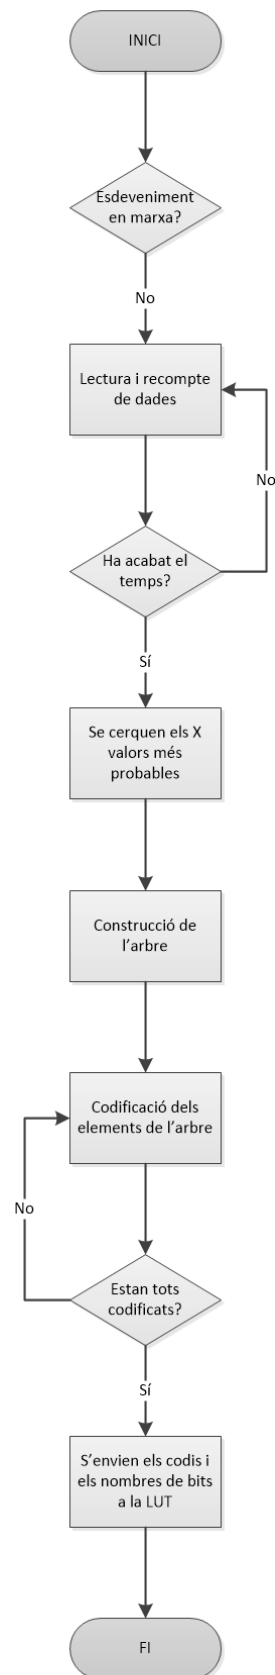 INICI
Esdeveniment
en marxa?
No
Lectura i recompte
de dades
No
Ha acabat el
temps?
Sí
Se cerquen els X
valors més
probables
Construcció de
l'arbre
Codificació dels
elements de l'arbre
No
Estan tots
codificats?
Sí
S'envien els codis i
els nombres de bits
a la LUT
FI